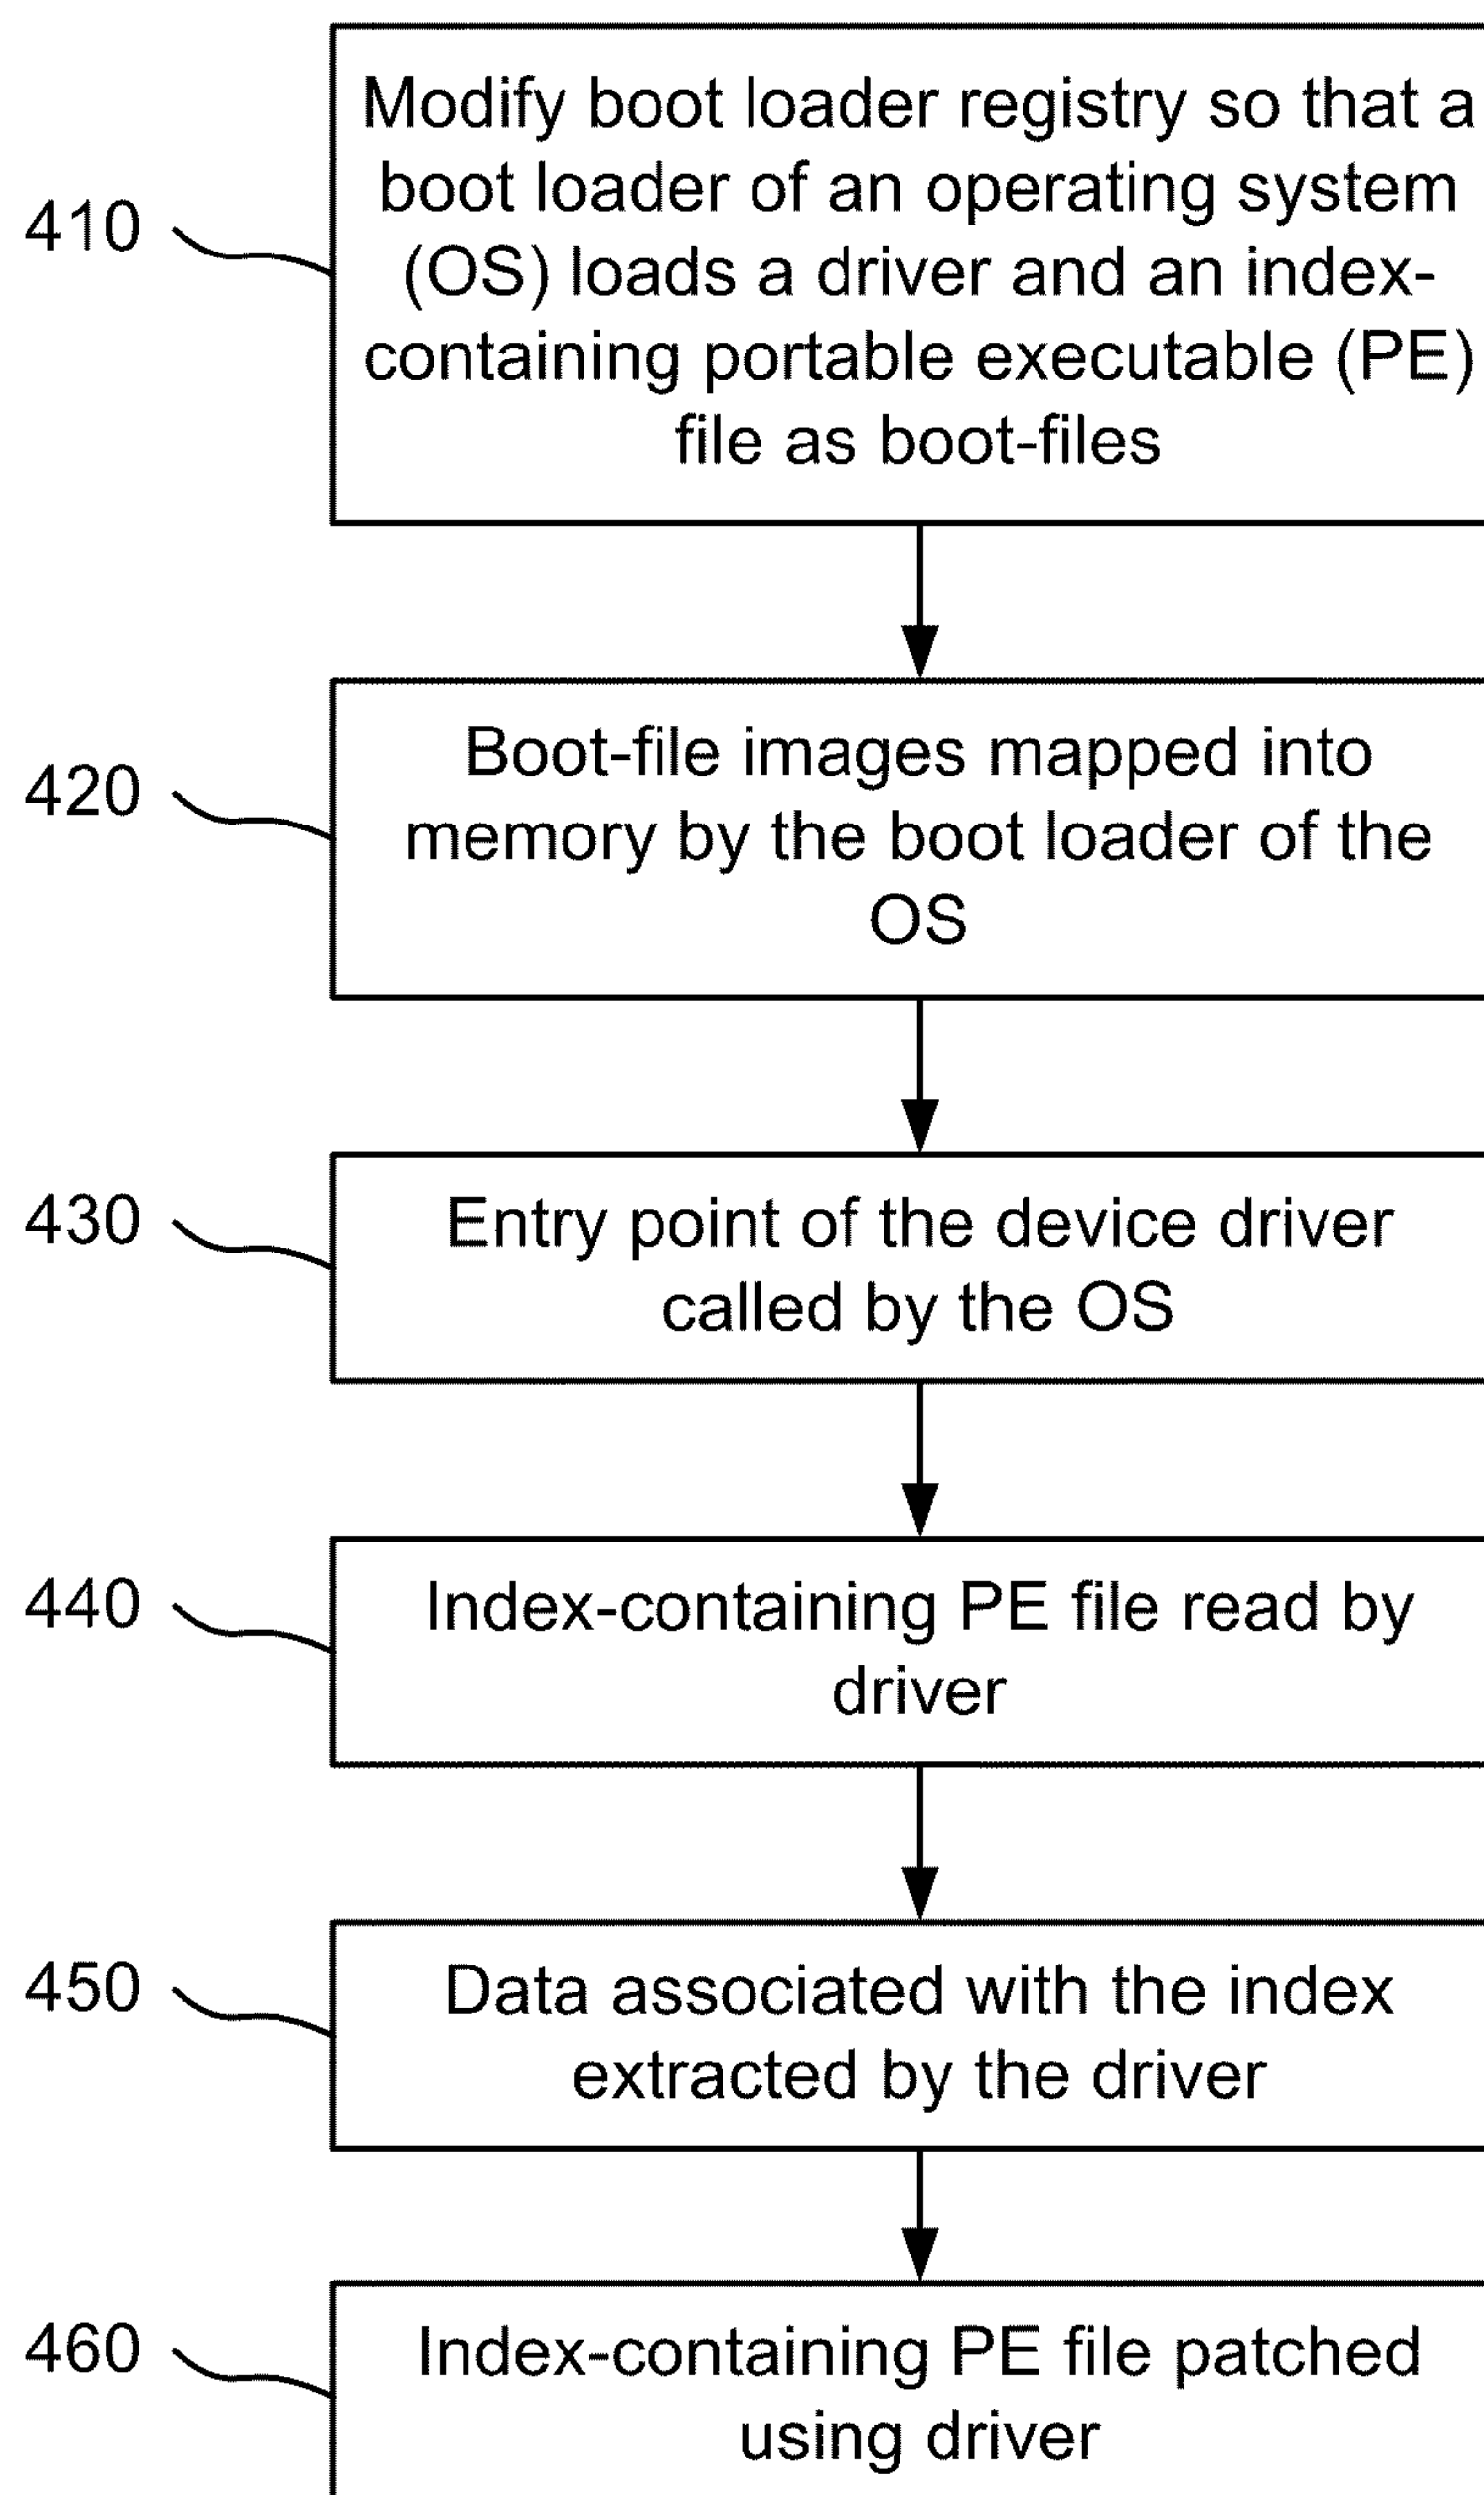 410
Modify boot loader registry so that a
boot loader of an operating system
(OS) loads a driver and an index-
containing portable executable (PE)
file as boot-files
420
Boot-file images mapped into
memory by the boot loader of the
OS
430
Entry point of the device driver
called by the OS
440
Index-containing PE file read by
driver
450
Data associated with the index
extracted by the driver
460
Index-containing PE file patched
using driver